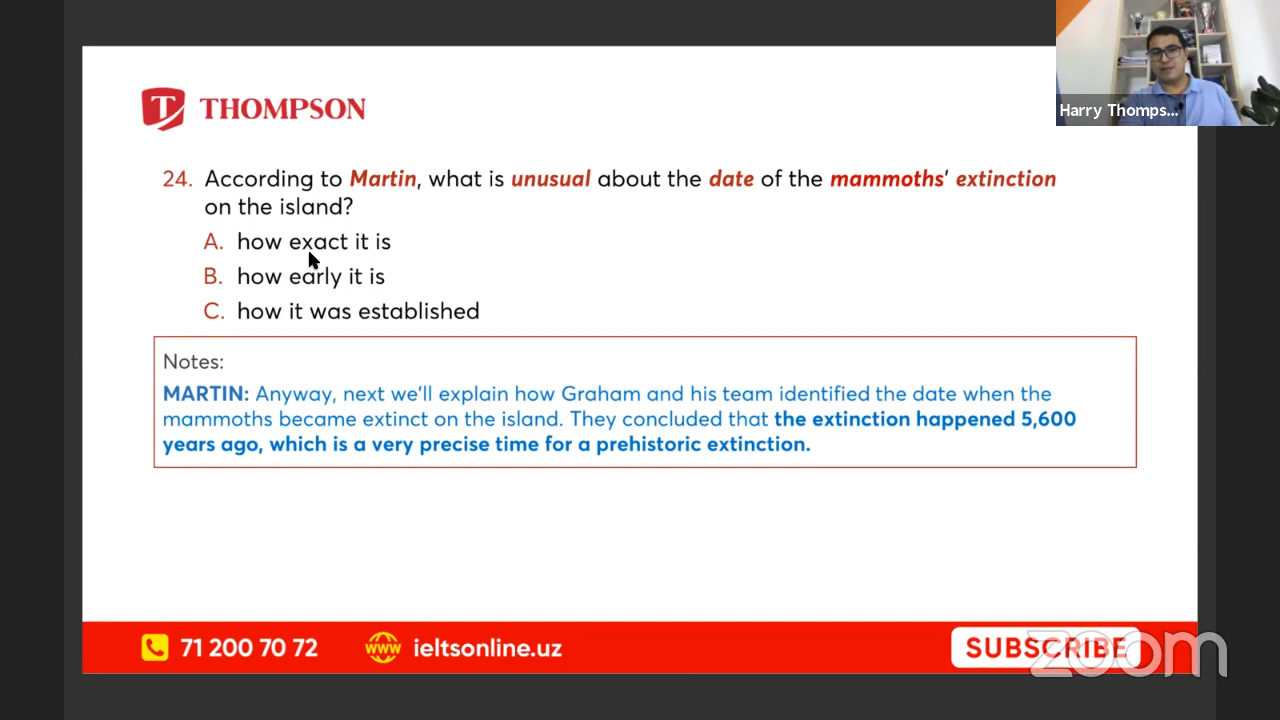 THOMPSON
Harry Thomps...
24. According to Martin, what is unusual about the date of the mammoths' extinction
on the island?
A. how exact it is
B. how early it is
C. how it was established
Notes:
MARTIN: Anyway, next we'll explain how Graham and his team identified the date when the
mammoths became extinct on the island. They concluded that the extinction happened 5,600
years ago, which is a very precise time for a prehistoric extinction.
71 200 70 72
WWW
ieltsonline.uz
SUBSCRIBE
zoom